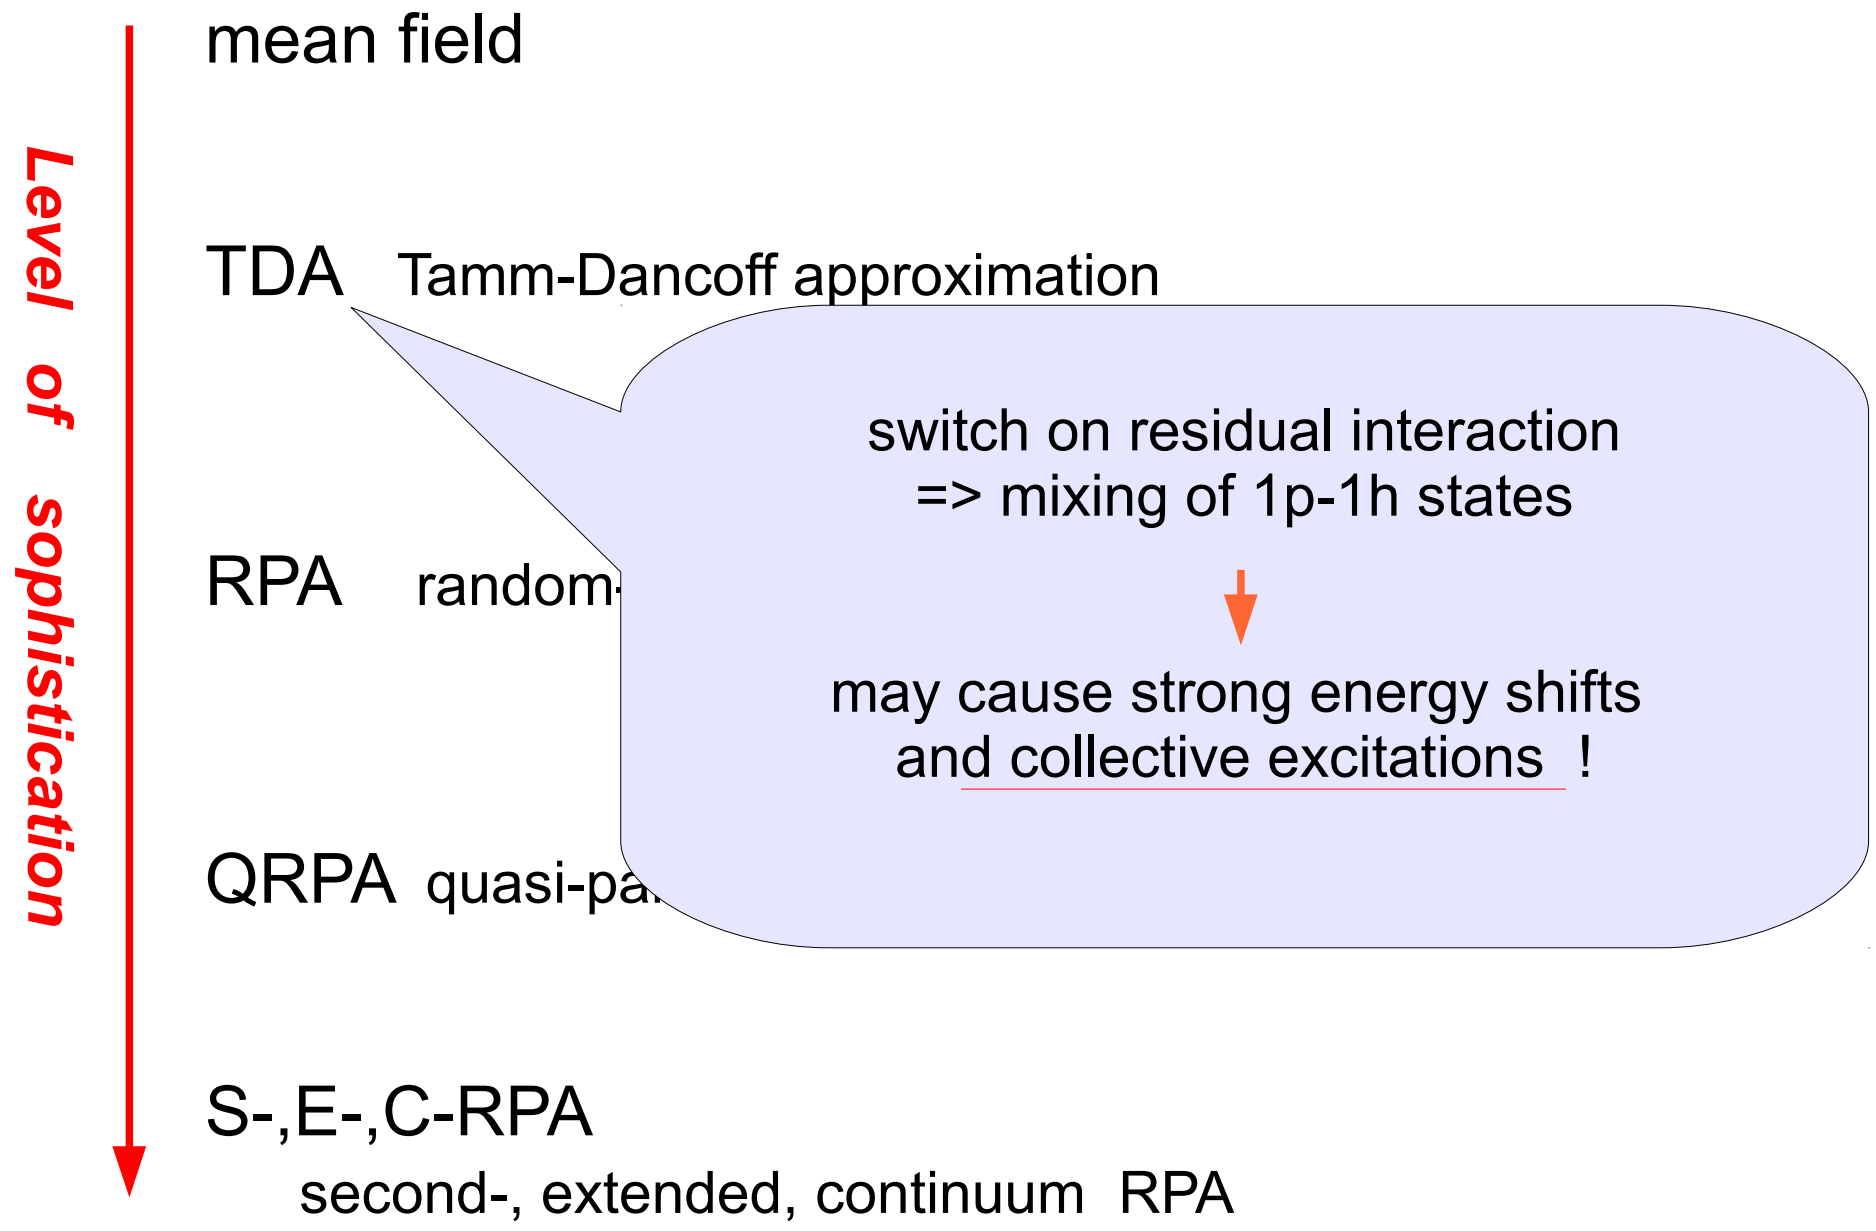 mean field
Level of sophistication
TDA Tamm-Dancoff approximation
switch on residual interaction
=> mixing of 1p-1h states
may cause strong energy shifts
and collective excitations !
RPA random-
QRPA quasi-pa
S-,E-,C-RPA
second-, extended, continuum RPA